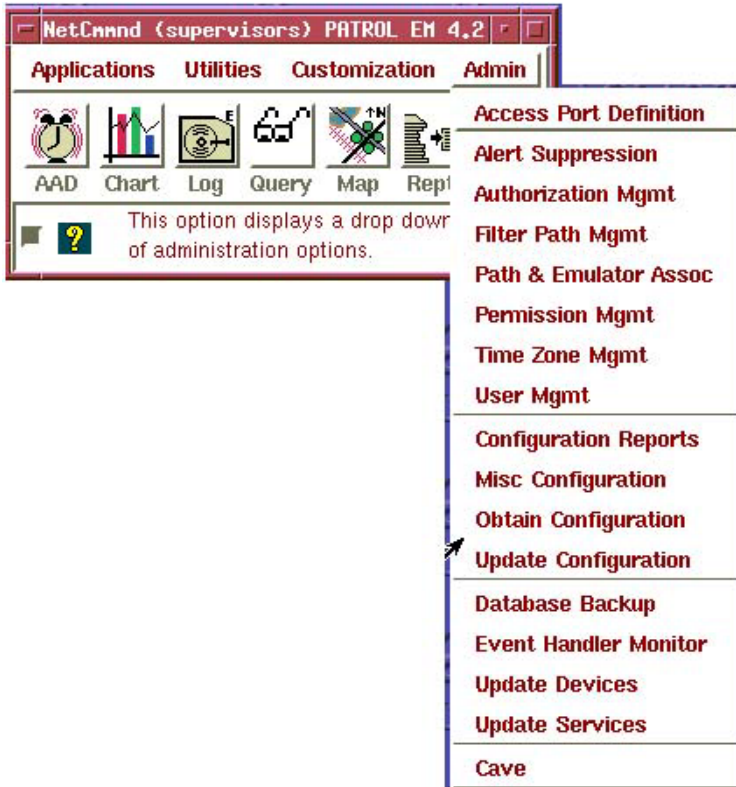 NetCmmnd (supervisors) PATROL EM 4.2
Applications Utilities Customization Admin
E N
AAD Chart Log Query Map Rept
? This option displays a drop down
of administration options.
Access Port Definition
Alert Suppression
Authorization Mgmt
Filter Path Mgmt
Path & Emulator Assoc
Permission Mgmt
Time Zone Mgmt
User Mgmt
Configuration Reports
Misc Configuration
Obtain Configuration
Update Configuration
Database Backup
Event Handler Monitor
Update Devices
Update Services
Cave